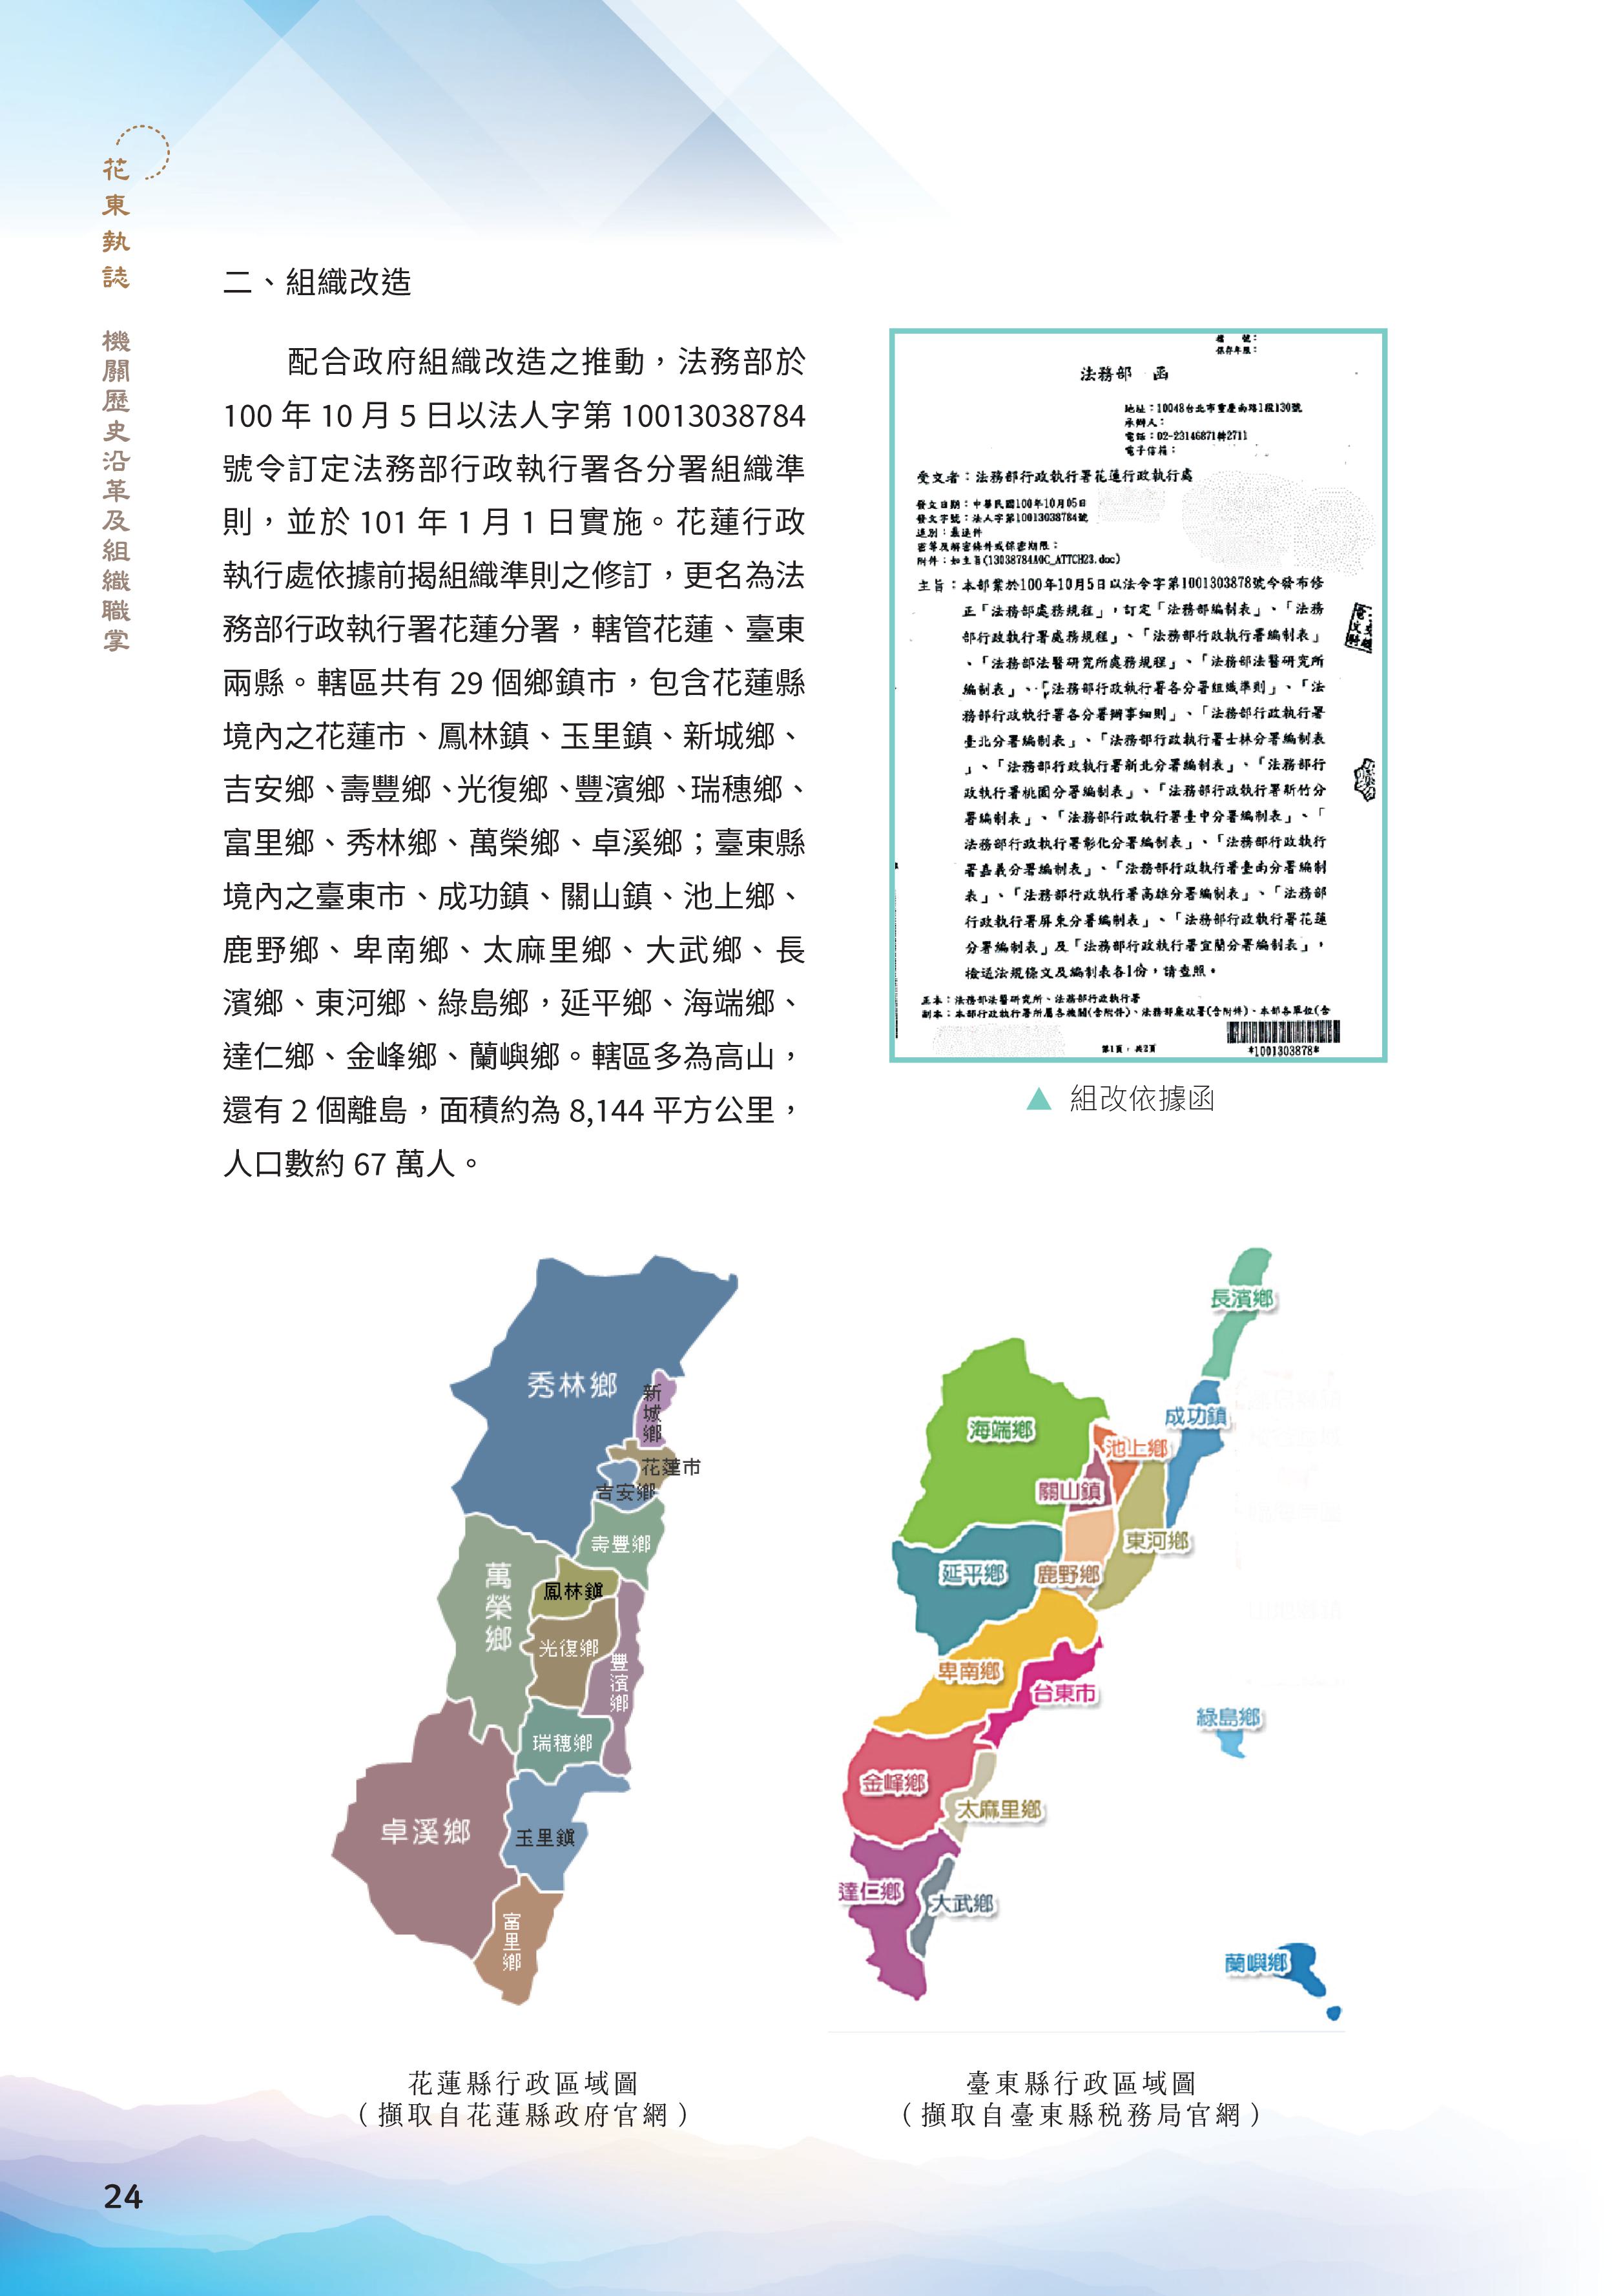 花東執誌
機關歷史沿革及組織職掌
二、組織改造
配合政府組織改造之推動，法務部於
100 年 10 月 5 日以法人字第 10013038784
號令訂定法務部行政執行署各分署組織準
則，並於 101 年 1 月 1 日實施。花蓮行政
執行處依據前揭組織準則之修訂，更名為法
務部行政執行署花蓮分署，轄管花蓮、臺東
兩縣。轄區共有 29 個鄉鎮市，包含花蓮縣
境內之花蓮市、鳳林鎮、玉里鎮、新城鄉、
吉安鄉、壽豐鄉、光復鄉、豐濱鄉、瑞穗鄉、
富里鄉、秀林鄉、萬榮鄉、卓溪鄉；臺東縣
境內之臺東市、成功鎮、關山鎮、池上鄉、
鹿野鄉、卑南鄉、太麻里鄉、大武鄉、長
濱鄉、東河鄉、綠島鄉，延平鄉、海端鄉、
達仁鄉、金峰鄉、蘭嶼鄉。轄區多為高山，
還有 2 個離島，面積約為 8,144 平方公里，
人口數約 67 萬人。
檔　號：
保存年限：
法務部　函
地址：10048台北市重慶南路1段130號
承辦人：
電話：02-23146871轉2711
電子信箱：
受文者：法務部行政執行署花蓮行政執行處
發文日期：中華民國100年10月05日
發文字號：法人字第10013038784號
速別：最速件
密等及解密條件或保密期限：
附件：如主旨(13038784A0C_ATTCH23.doc)
主旨：本部業於100年10月5日以法令字第1001303878號令發布修
正「法務部處務規程」，訂定「法務部編制表」、「法務
部行政執行署處務規程」、「法務部行政執行署編制表」
、「法務部法醫研究所處務規程」、「法務部法醫研究所
編制表」、「法務部行政執行署各分署組織準則」、「法
務部行政執行署各分署辦事細則」、「法務部行政執行署
臺北分署編制表」、「法務部行政執行署士林分署編制表
」、「法務部行政執行署新北分署編制表」、「法務部行
政執行署桃園分署編制表」、「法務部行政執行署新竹分
署編制表」、「法務部行政執行署臺中分署編制表」、「
法務部行政執行署彰化分署編制表」、「法務部行政執行
署嘉義分署編制表」、「法務部行政執行署臺南分署編制
表」、「法務部行政執行署高雄分署編制表」、「法務部
行政執行署屏東分署編制表」、「法務部行政執行署花蓮
分署編制表」及「法務部行政執行署宜蘭分署編制表」，
檢送法規條文及編制表各1份，請查照。
正本：法務部法醫研究所、法務部行政執行署
副本：本部行政執行署所屬各機關(含附件)、法務部廉政署(含附件)、本部各單位(含
第1頁，共2頁
*1001303878*
▲ 組改依據函
秀林鄉
新城鄉
花蓮市
吉安鄉
壽豐鄉
萬榮鄉
鳳林鎮
光復鄉
豐濱鄉
瑞穗鄉
卓溪鄉
玉里鎮
富里鄉
長濱鄉
成功鎮
海端鄉
池上鄉
關山鎮
東河鄉
延平鄉
鹿野鄉
卑南鄉
台東市
綠島鄉
金峰鄉
太麻里鄉
達仁鄉
大武鄉
蘭嶼鄉
花蓮縣行政區域圖
（擷取自花蓮縣政府官網）
臺東縣行政區域圖
（擷取自臺東縣稅務局官網）
24